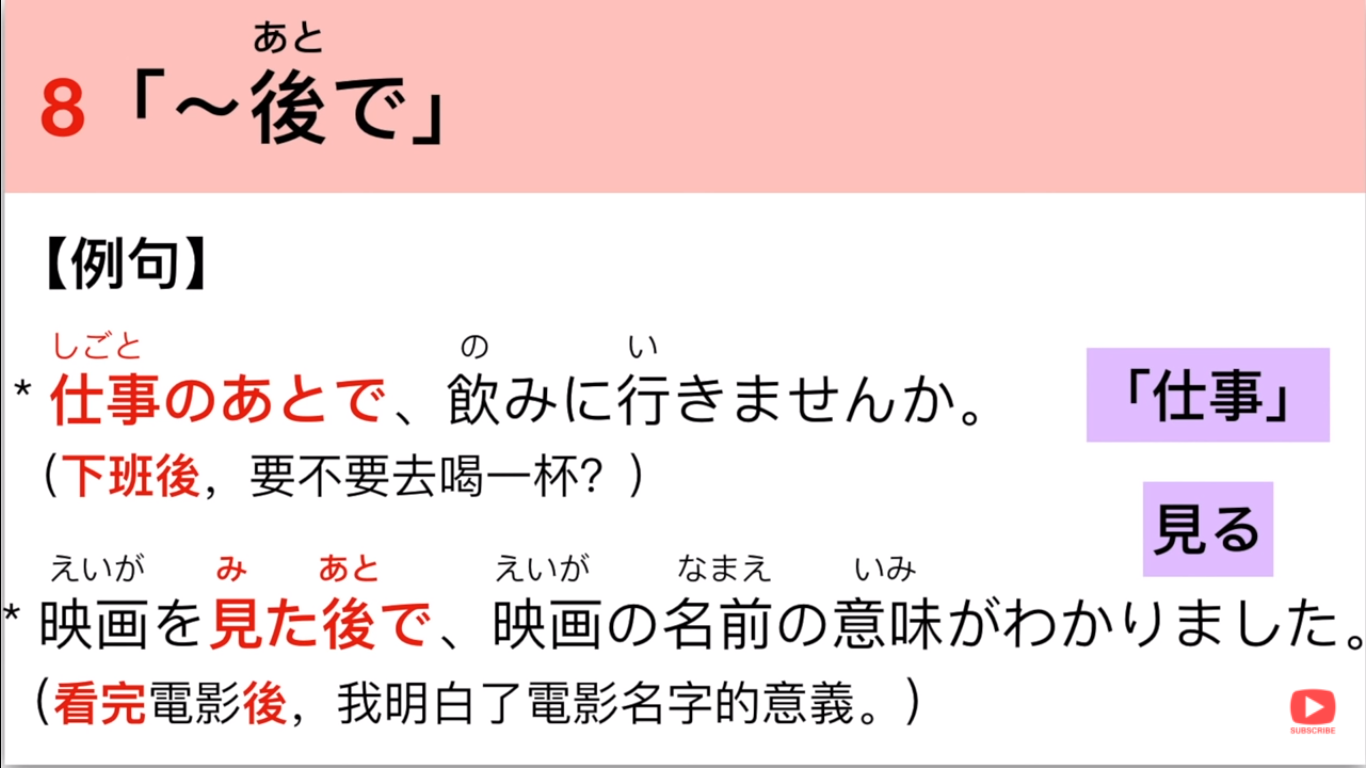 あと
8「～後で」
【例句】
しごと の い
* 仕事のあとで、飲みに行きませんか。
「仕事」
（下班後，要不要去喝一杯？）
見る
えいが み あと えいが なまえ いみ
* 映画を見た後で、映画の名前の意味がわかりました。
（看完電影後，我明白了電影名字的意義。）
SUBSCRIBE